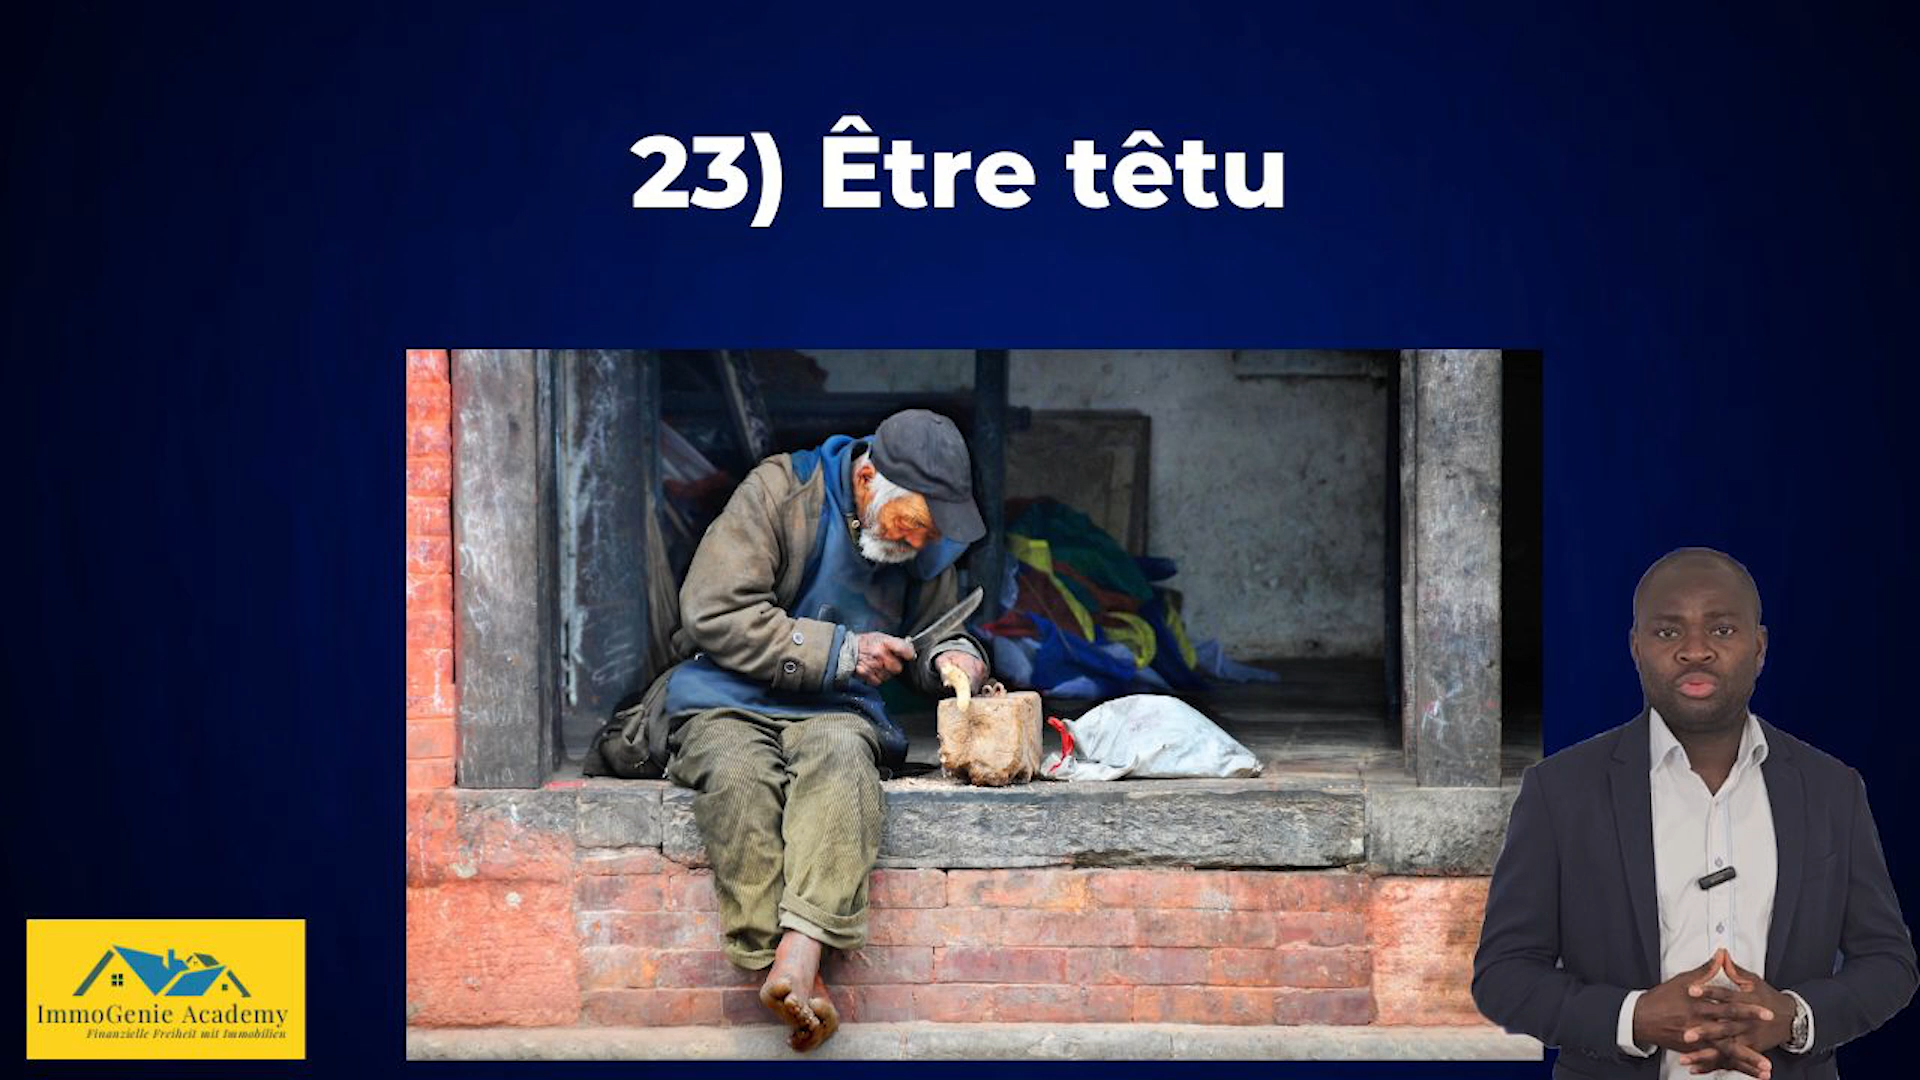 23) Être têtu
ImmoGenie Academy
Finanzielle Freiheit mit Immobilien